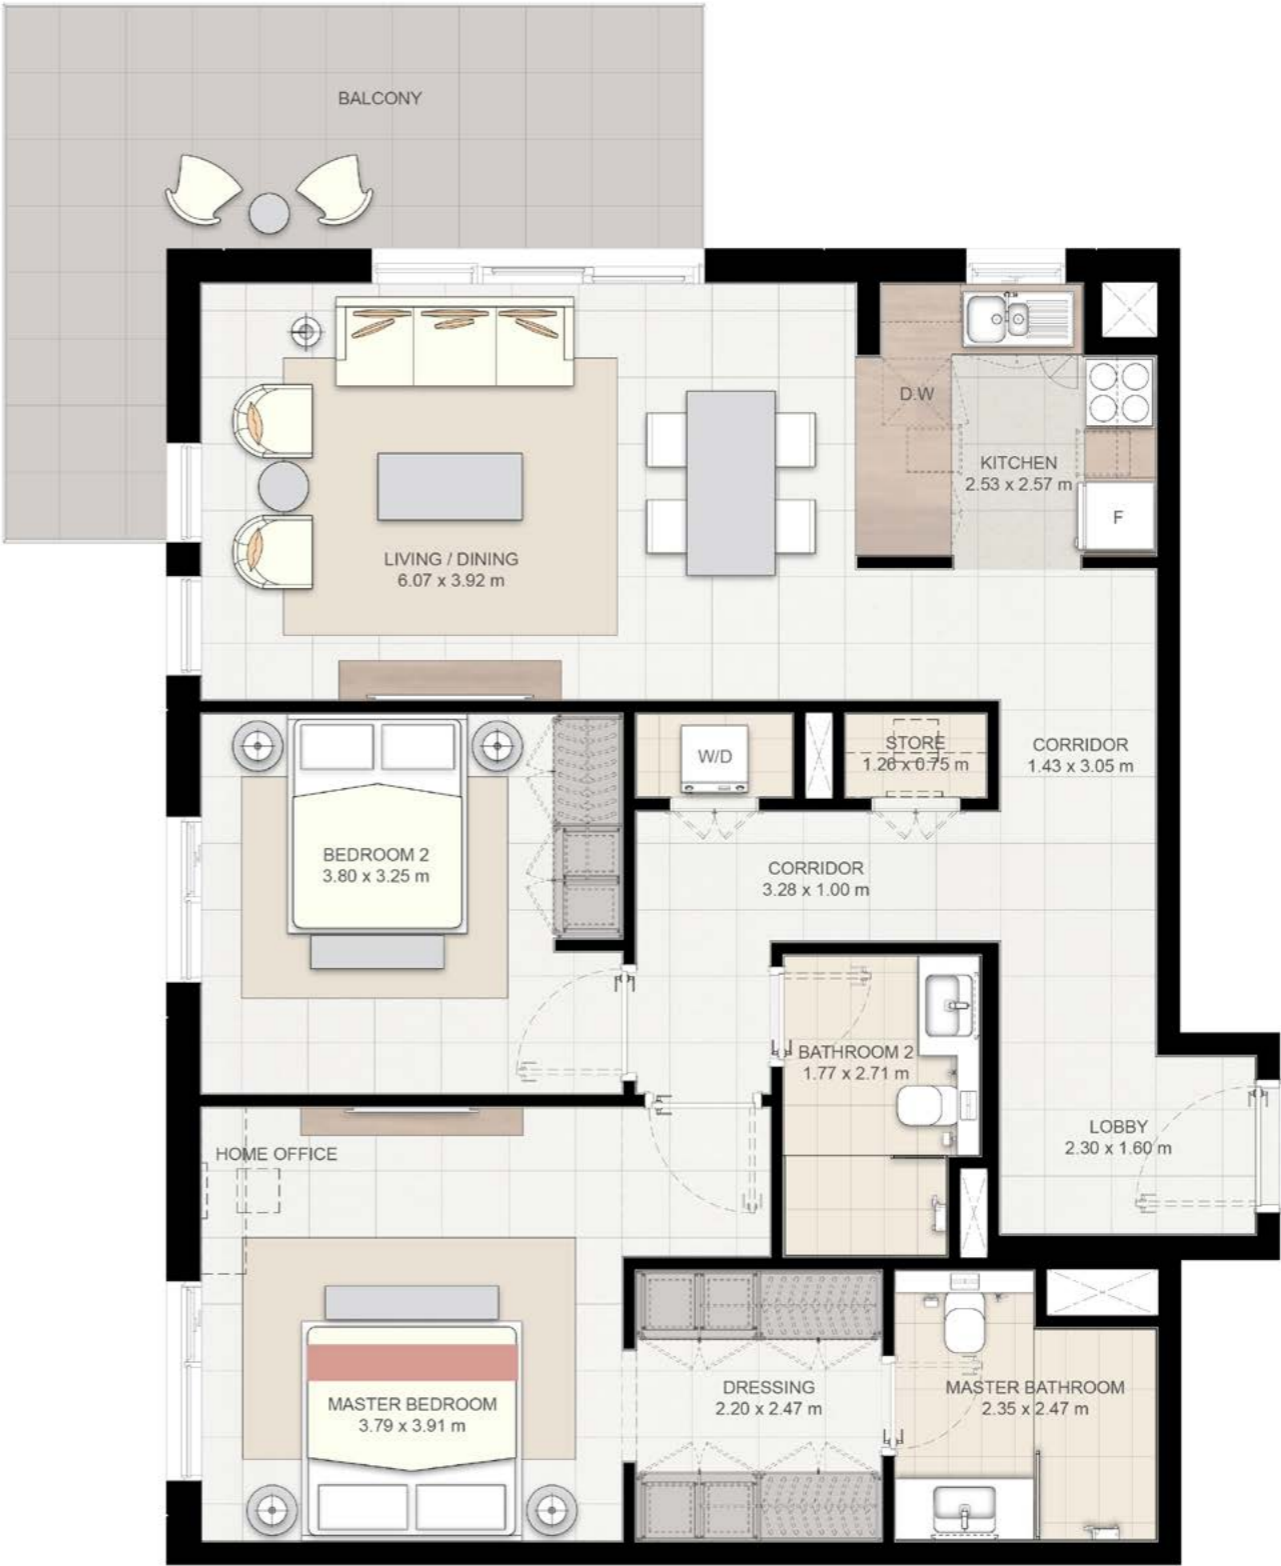 BALCONY
D.W
KITCHEN
2.53 x 2.57 m
F
LIVING / DINING
6.07 x 3.92 m
W/D
STORE
1.26 x 0.75 m
CORRIDOR
1.43 x 3.05 m
BEDROOM 2
3.80 x 3.25 m
CORRIDOR
3.28 x 1.00 m
BATHROOM 2
1.77 x 2.71 m
LOBBY
2.30 x 1.60 m
HOME OFFICE
MASTER BEDROOM
3.79 x 3.91 m
DRESSING
2.20 x 2.47 m
MASTER BATHROOM
2.35 x 2.47 m